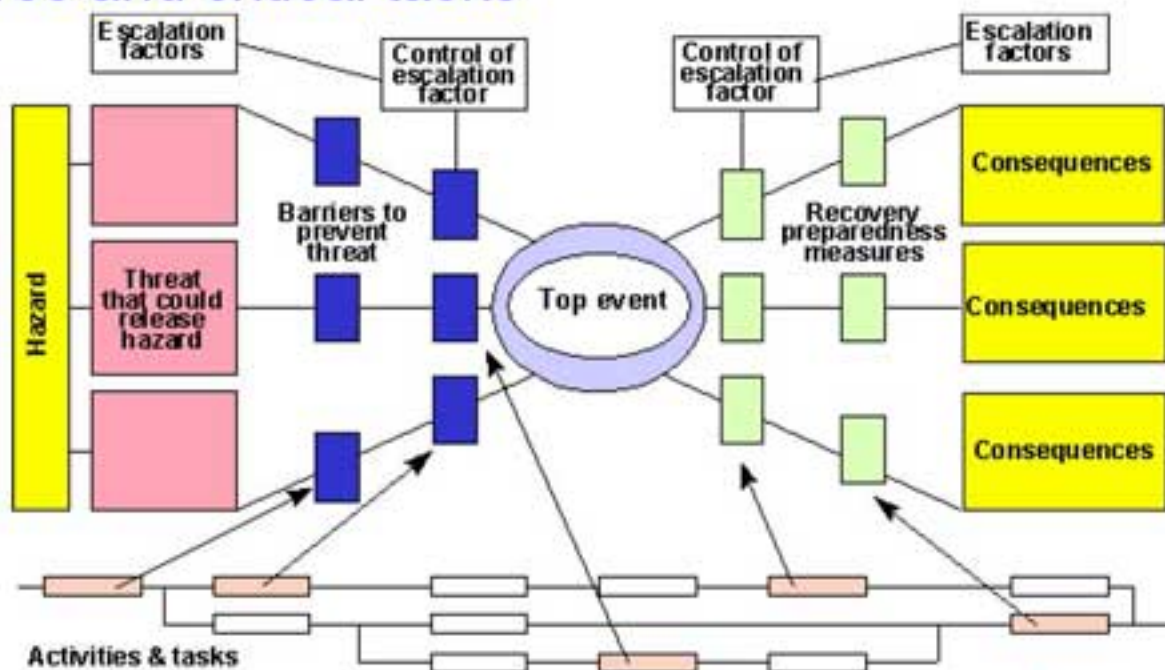 Escalation
factors
Control of
escalation
factor
Control of
escalation
factor
Escalation
factors
Hazard
Threat
that could
release
hazard
Barriers to
prevent
threat
Top event
Recovery
preparedness
measures
Consequences
Consequences
Consequences
Activities & tasks